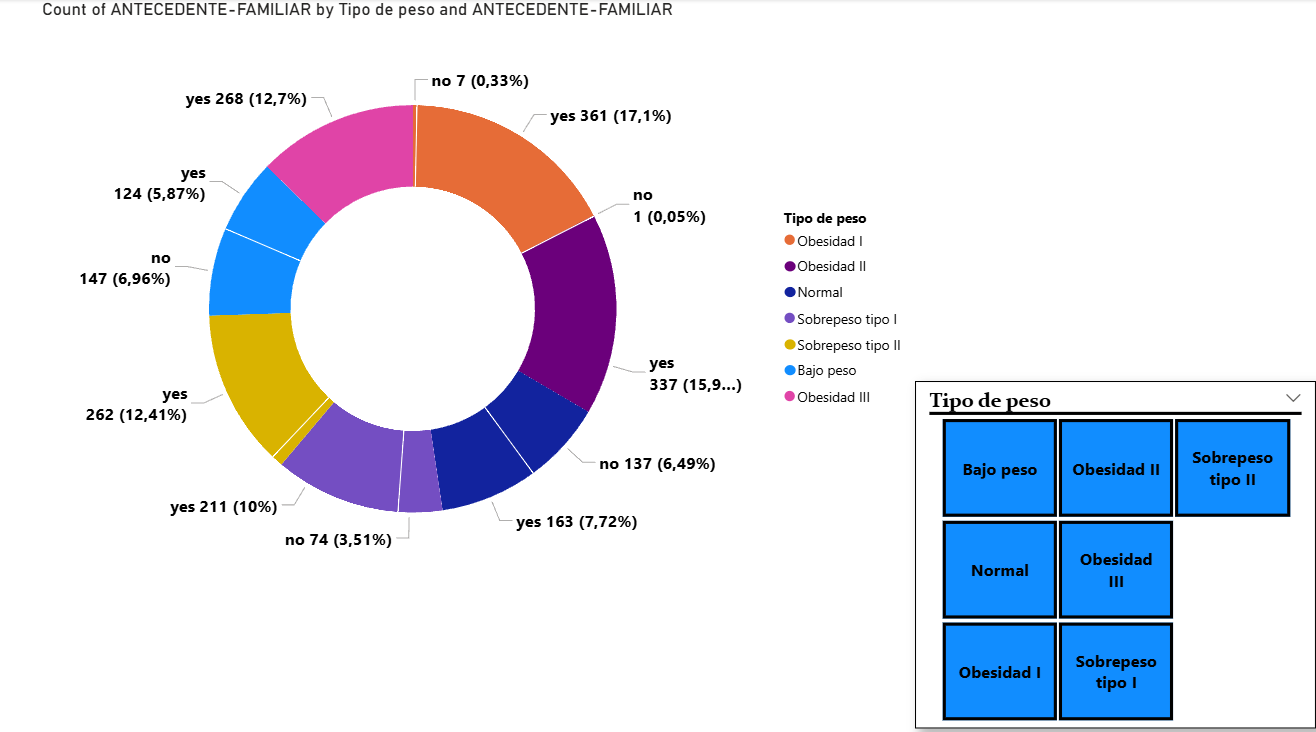 Count of ANTECEDENTE-FAMILIAR by Tipo de peso and ANTECEDENTE-FAMILIAR
no 7 (0,33%)
yes 361 (17,1%)
no
1 (0,05%)
yes
337 (15,9...)
no 137 (6,49%)
yes 163 (7,72%)
no 74 (3,51%)
yes 211 (10%)
yes
262 (12,41%)
no
147 (6,96%)
yes
124 (5,87%)
yes 268 (12,7%)
Tipo de peso
Obesidad I
Obesidad II
Normal
Sobrepeso tipo I
Sobrepeso tipo II
Bajo peso
Obesidad III
Tipo de peso
Bajo peso
Obesidad II
Sobrepeso
tipo II
Normal
Obesidad
III
Obesidad I
Sobrepeso
tipo I